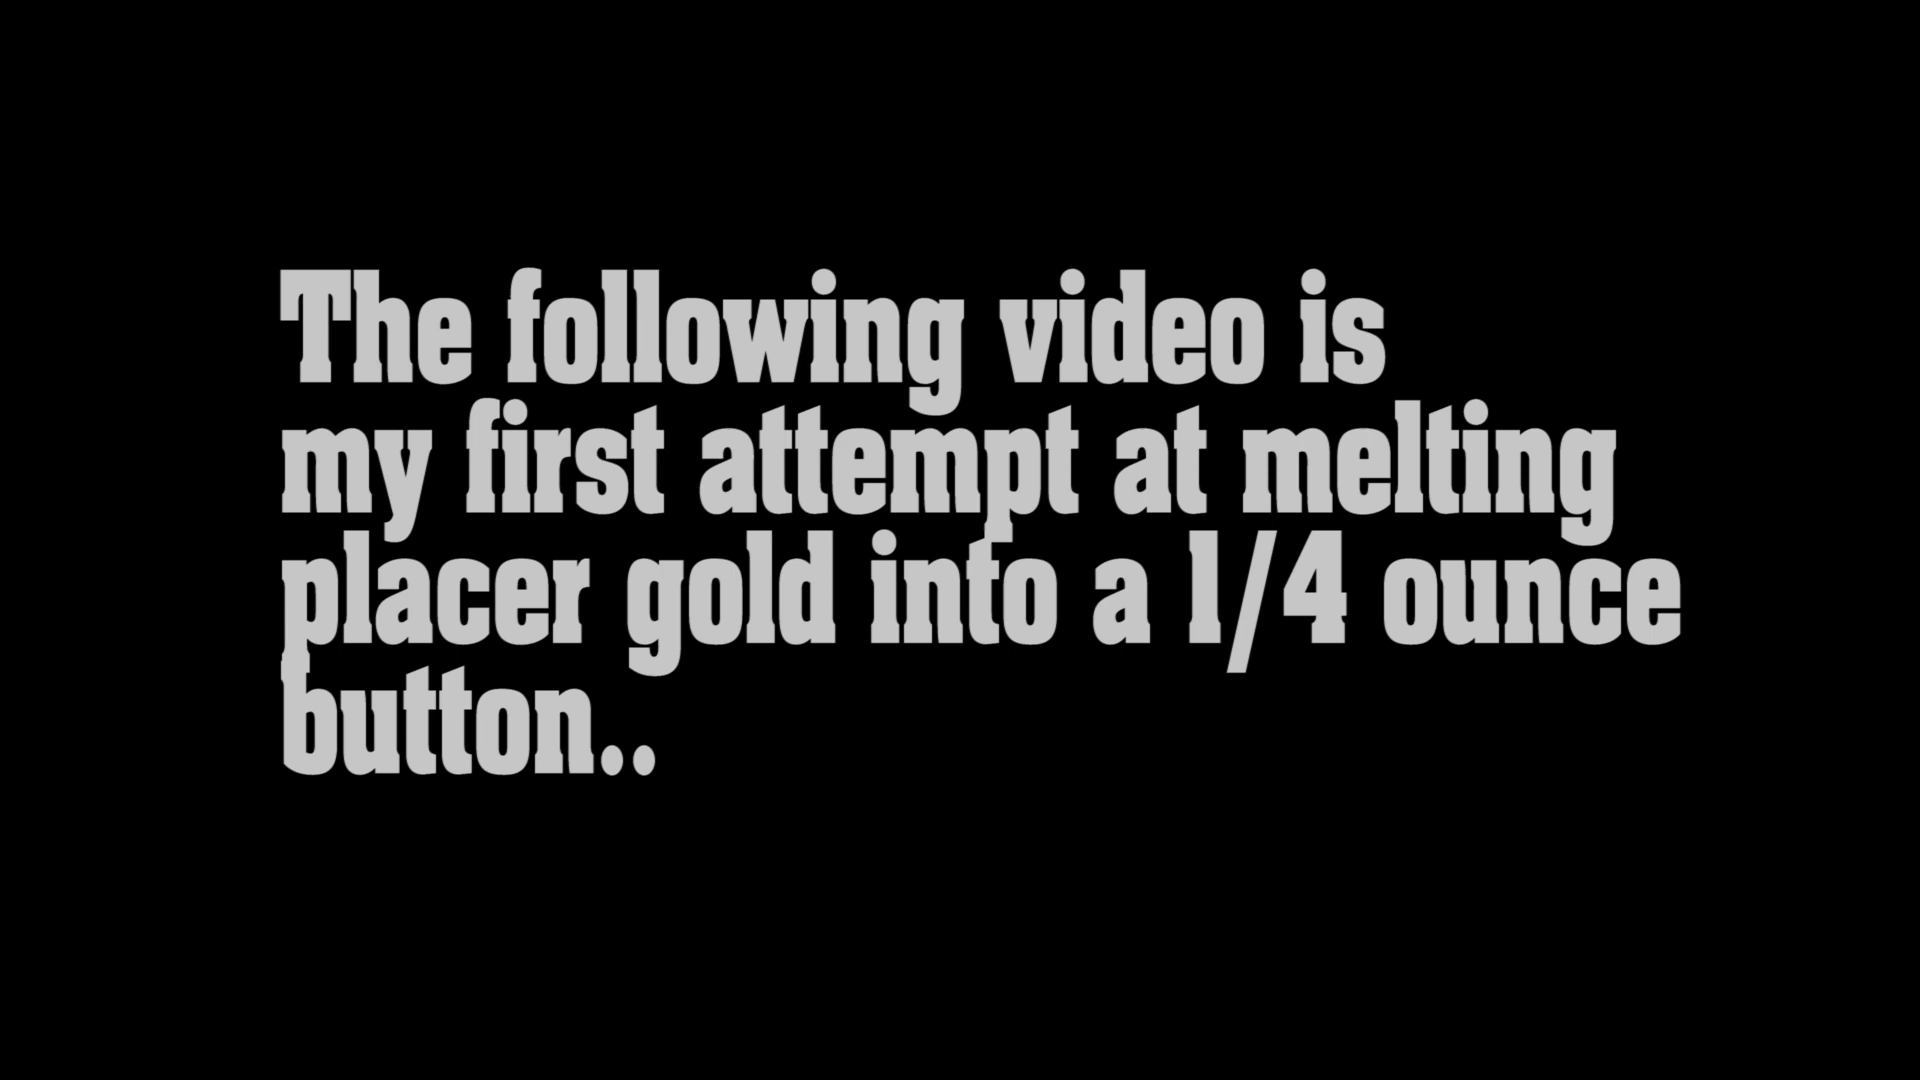 The following video is
my first attempt at melting
placer gold into a 1/4 ounce
button..